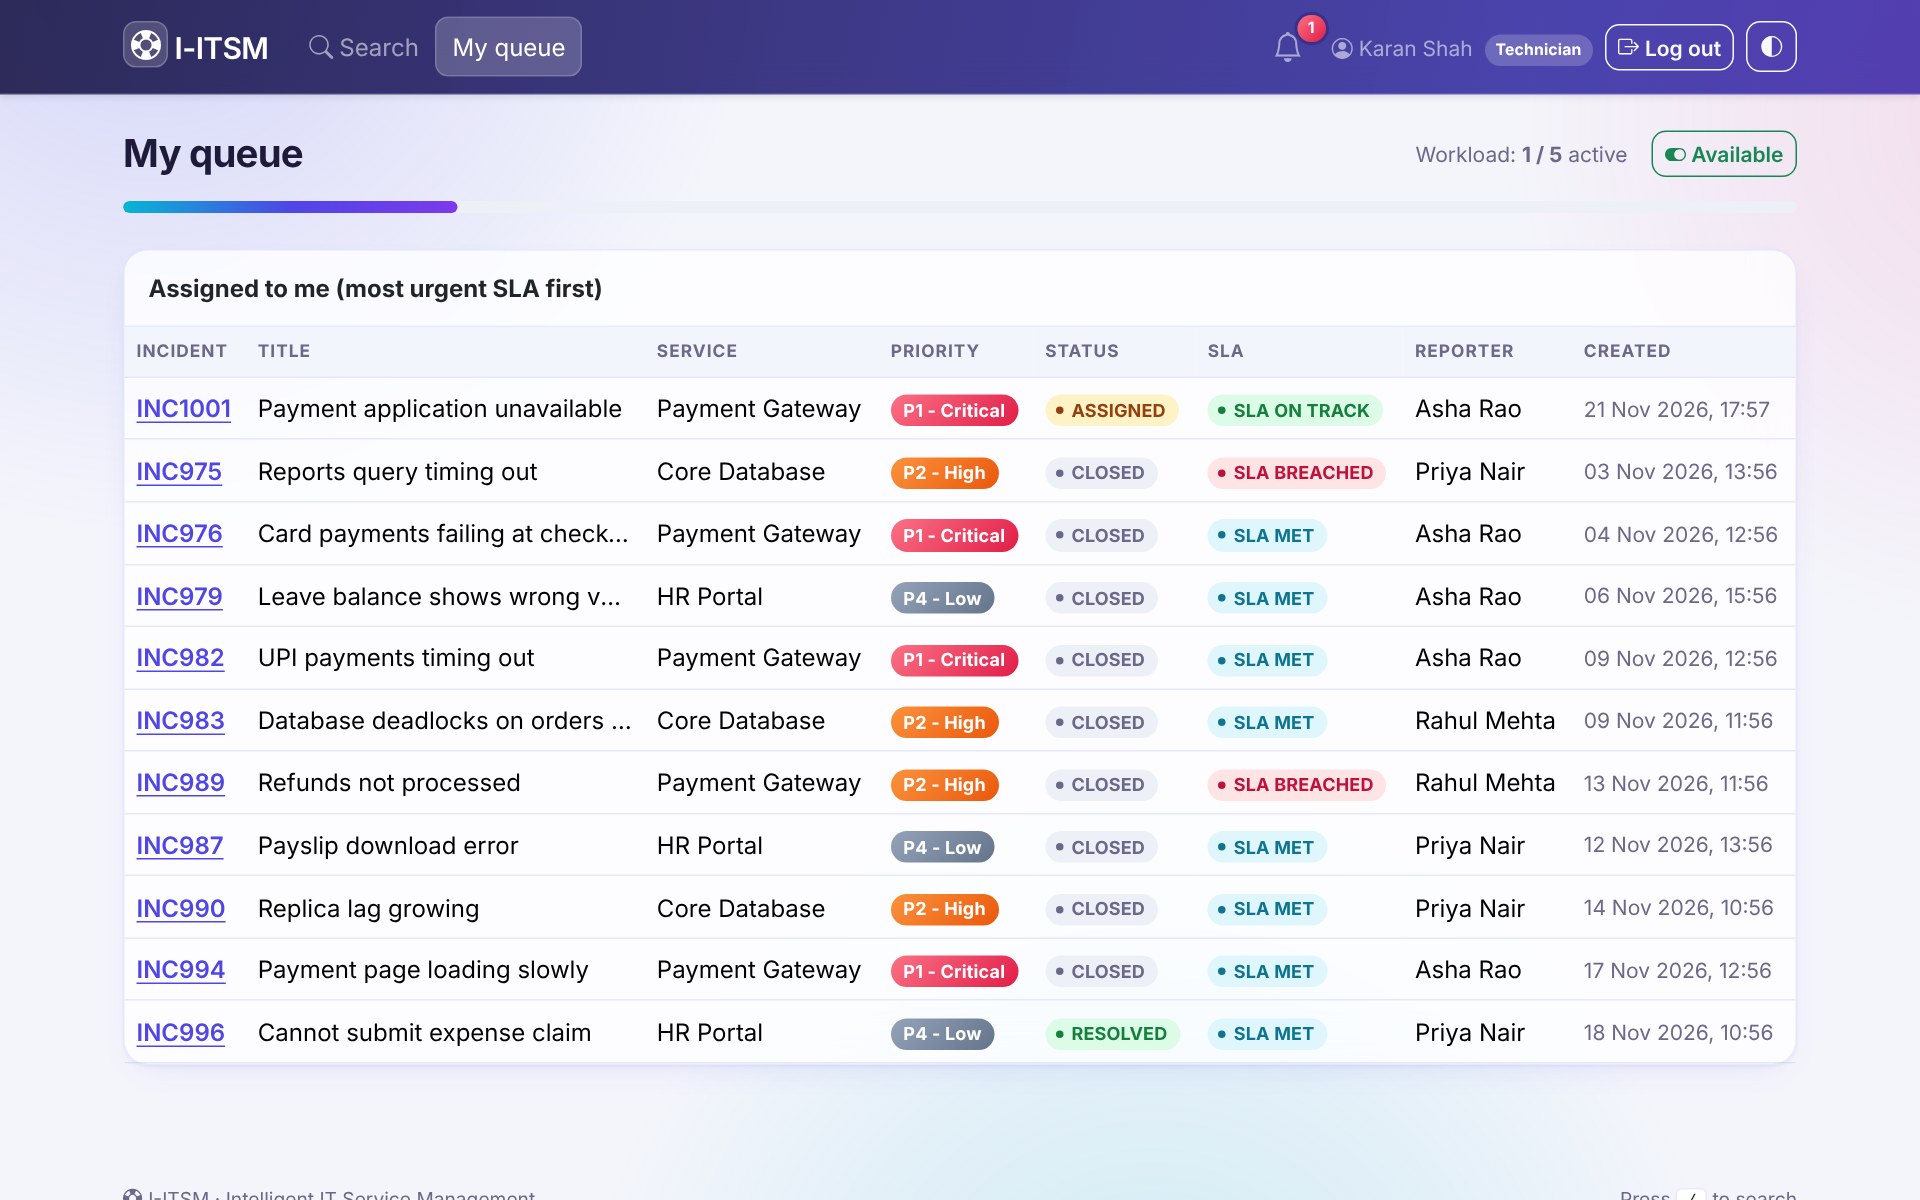 I-ITSM Search My queue 1 Karan Shah Technician Log out
My queue Workload: 1 / 5 active Available
Assigned to me (most urgent SLA first)
INCIDENT TITLE SERVICE PRIORITY STATUS SLA REPORTER CREATED
INC1001 Payment application unavailable Payment Gateway P1 - Critical ASSIGNED SLA ON TRACK Asha Rao 21 Nov 2026, 17:57
INC975 Reports query timing out Core Database P2 - High CLOSED SLA BREACHED Priya Nair 03 Nov 2026, 13:56
INC976 Card payments failing at check... Payment Gateway P1 - Critical CLOSED SLA MET Asha Rao 04 Nov 2026, 12:56
INC979 Leave balance shows wrong v... HR Portal P4 - Low CLOSED SLA MET Asha Rao 06 Nov 2026, 15:56
INC982 UPI payments timing out Payment Gateway P1 - Critical CLOSED SLA MET Asha Rao 09 Nov 2026, 12:56
INC983 Database deadlocks on orders ... Core Database P2 - High CLOSED SLA MET Rahul Mehta 09 Nov 2026, 11:56
INC989 Refunds not processed Payment Gateway P2 - High CLOSED SLA BREACHED Rahul Mehta 13 Nov 2026, 11:56
INC987 Payslip download error HR Portal P4 - Low CLOSED SLA MET Priya Nair 12 Nov 2026, 13:56
INC990 Replica lag growing Core Database P2 - High CLOSED SLA MET Priya Nair 14 Nov 2026, 10:56
INC994 Payment page loading slowly Payment Gateway P1 - Critical CLOSED SLA MET Asha Rao 17 Nov 2026, 12:56
INC996 Cannot submit expense claim HR Portal P4 - Low RESOLVED SLA MET Priya Nair 18 Nov 2026, 10:56
I-ITSM · Intelligent IT Service Management Press / to search